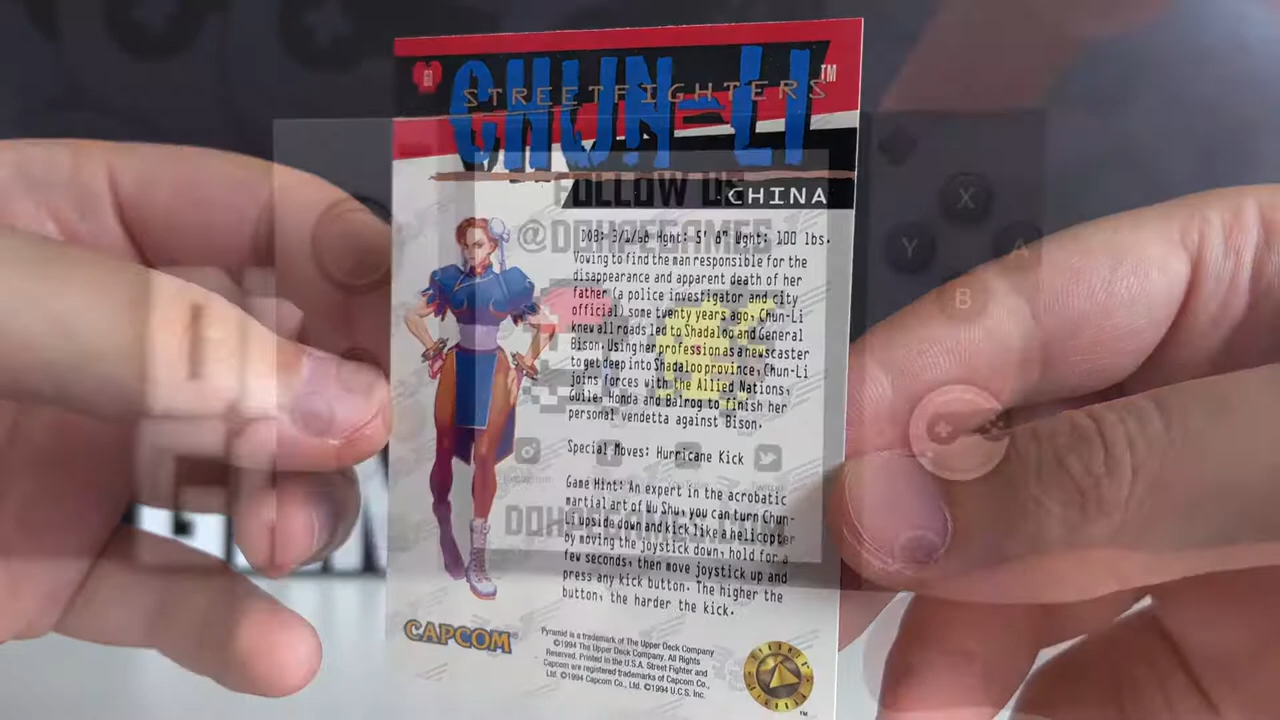 CHUN-LI™
STREETFIGHTERS
FOLLOW US
CHINA
DOB: 3/1/68 Hght: 5' 8" Wght: 100 lbs.
Vowing to find the man responsible for the
disappearance and apparent death of her
father (a police investigator and city
official) some twenty years ago, Chun-Li
knew all roads led to Shadaloo and General
Bison. Using her profession as a newscaster
to get deep into Shadaloo province, Chun-Li
joins forces with the Allied Nations,
Guile, Honda and Balrog to finish her
personal vendetta against Bison.
Special Moves: Hurricane Kick
Twitter
Game Hint: An expert in the acrobatic
martial art of Wu Shu, you can turn Chun-
Li upside down and kick like a helicopter
by moving the joystick down, hold for a
few seconds, then move joystick up and
press any kick button. The higher the
button, the harder the kick.
CAPCOM
Pyramid is a trademark of The Upper Deck Company
©1994 The Upper Deck Company. All Rights
Reserved. Printed in the U.S.A. Street Fighter and
Capcom are registered trademarks of Capcom Co.,
Ltd. ©1994 Capcom Co., Ltd. ©1994 U.C.S. Inc.
™
X
Y
A
B